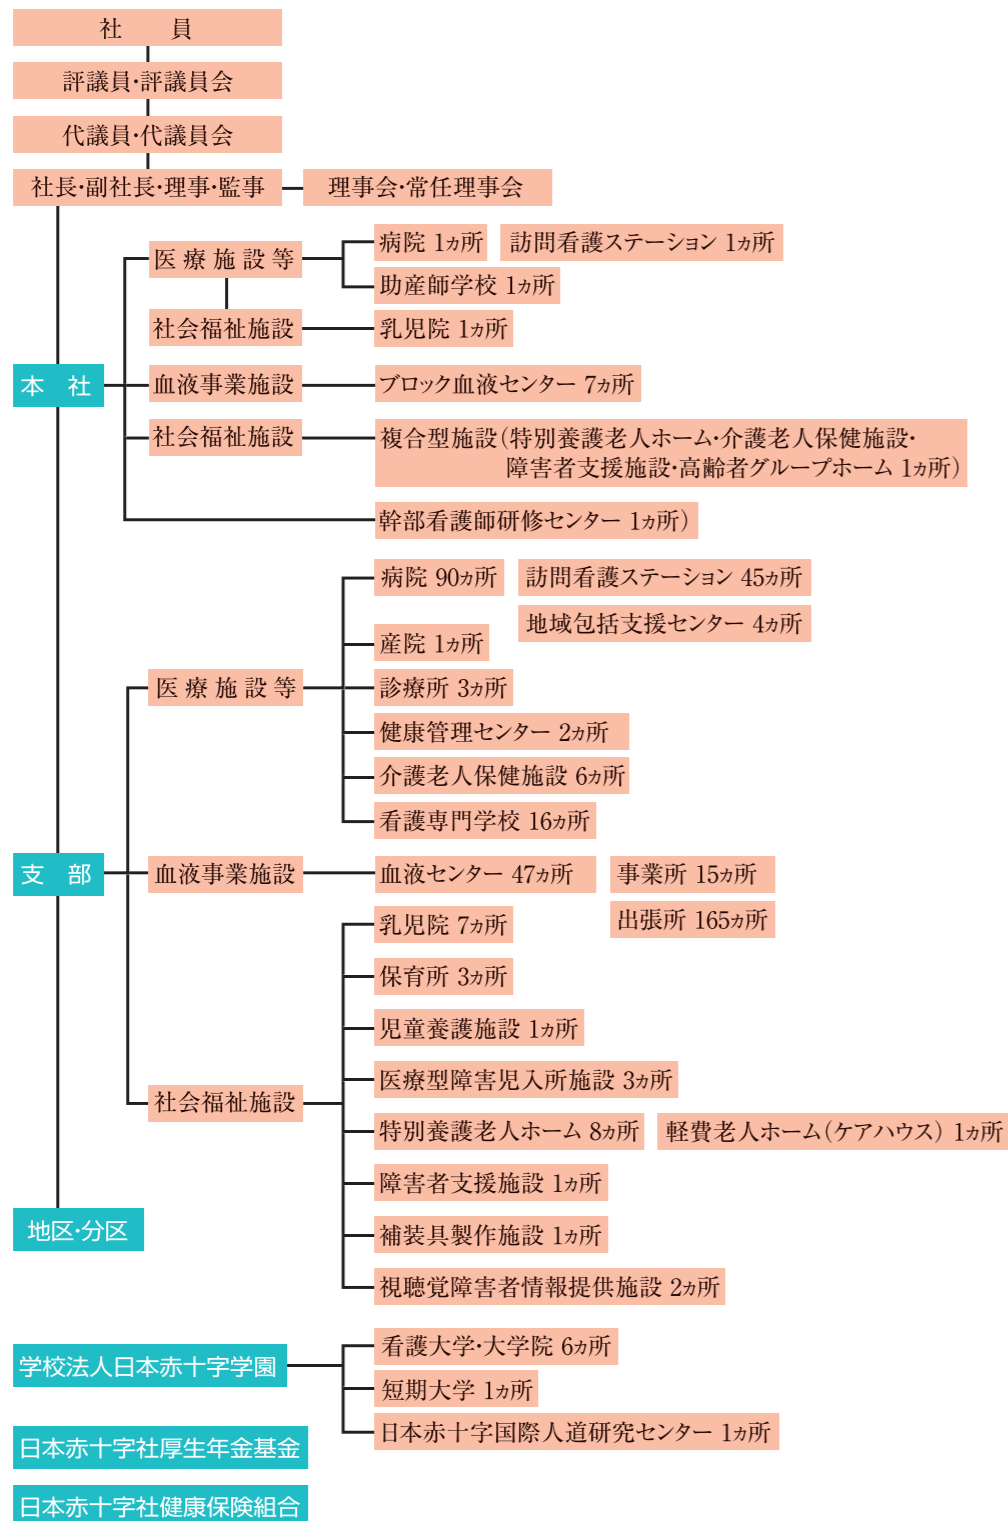 社　員
評議員・評議員会
代議員・代議員会
社長・副社長・理事・監事
理事会・常任理事会
本　社
医療施設等
病院 1ヵ所
訪問看護ステーション 1ヵ所
助産師学校 1ヵ所
社会福祉施設
乳児院 1ヵ所
血液事業施設
ブロック血液センター 7ヵ所
社会福祉施設
複合型施設(特別養護老人ホーム・介護老人保健施設・
障害者支援施設・高齢者グループホーム 1ヵ所)
幹部看護師研修センター 1ヵ所)
支　部
医療施設等
病院 90ヵ所
訪問看護ステーション 45ヵ所
地域包括支援センター 4ヵ所
産院 1ヵ所
診療所 3ヵ所
健康管理センター 2ヵ所
介護老人保健施設 6ヵ所
看護専門学校 16ヵ所
血液事業施設
血液センター 47ヵ所
事業所 15ヵ所
出張所 165ヵ所
社会福祉施設
乳児院 7ヵ所
保育所 3ヵ所
児童養護施設 1ヵ所
医療型障害児入所施設 3ヵ所
特別養護老人ホーム 8ヵ所
軽費老人ホーム(ケアハウス) 1ヵ所
障害者支援施設 1ヵ所
補装具製作施設 1ヵ所
視聴覚障害者情報提供施設 2ヵ所
地区・分区
学校法人日本赤十字学園
看護大学・大学院 6ヵ所
短期大学 1ヵ所
日本赤十字国際人道研究センター 1ヵ所
日本赤十字社厚生年金基金
日本赤十字社健康保険組合